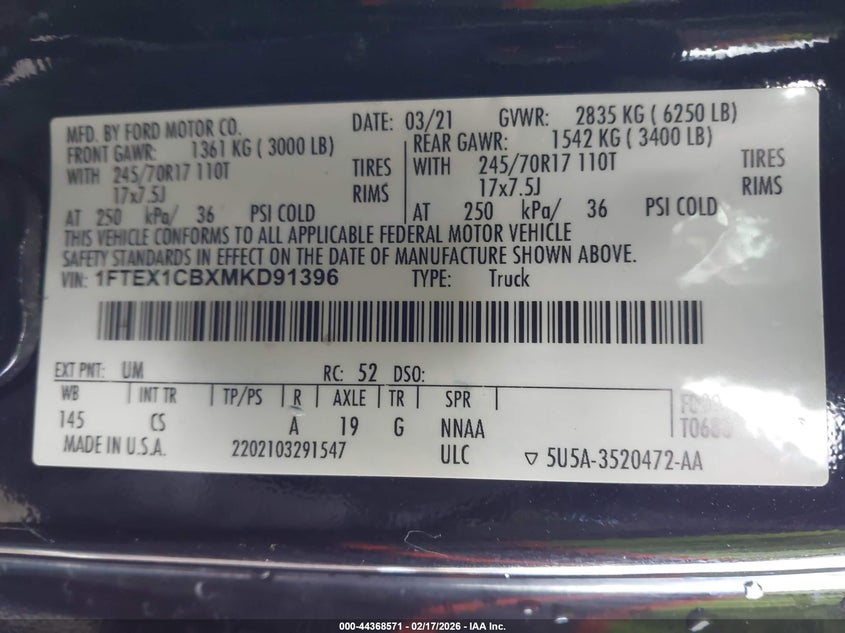 MFD. BY FORD MOTOR CO. DATE: 03/21 GVWR: 2835 KG ( 6250 LB)
FRONT GAWR: 1361 KG ( 3000 LB) REAR GAWR: 1542 KG ( 3400 LB)
WITH 245/70R17 110T TIRES WITH 245/70R17 110T TIRES
17x7.5J RIMS 17x7.5J RIMS
AT 250 kPa/ 36 PSI COLD AT 250 kPa/ 36 PSI COLD
THIS VEHICLE CONFORMS TO ALL APPLICABLE FEDERAL MOTOR VEHICLE
SAFETY STANDARDS IN EFFECT ON THE DATE OF MANUFACTURE SHOWN ABOVE.
VIN: 1FTEX1CBXMKD91396 TYPE: Truck
EXT PNT: UM RC: 52 DSO:
WB INT TR TP/PS R AXLE TR SPR
145 CS A 19 G NNAA
MADE IN U.S.A. 2202103291547 ULC ▽ 5U5A-3520472-AA
000-44368571 - 02/17/2026 - IAA Inc.